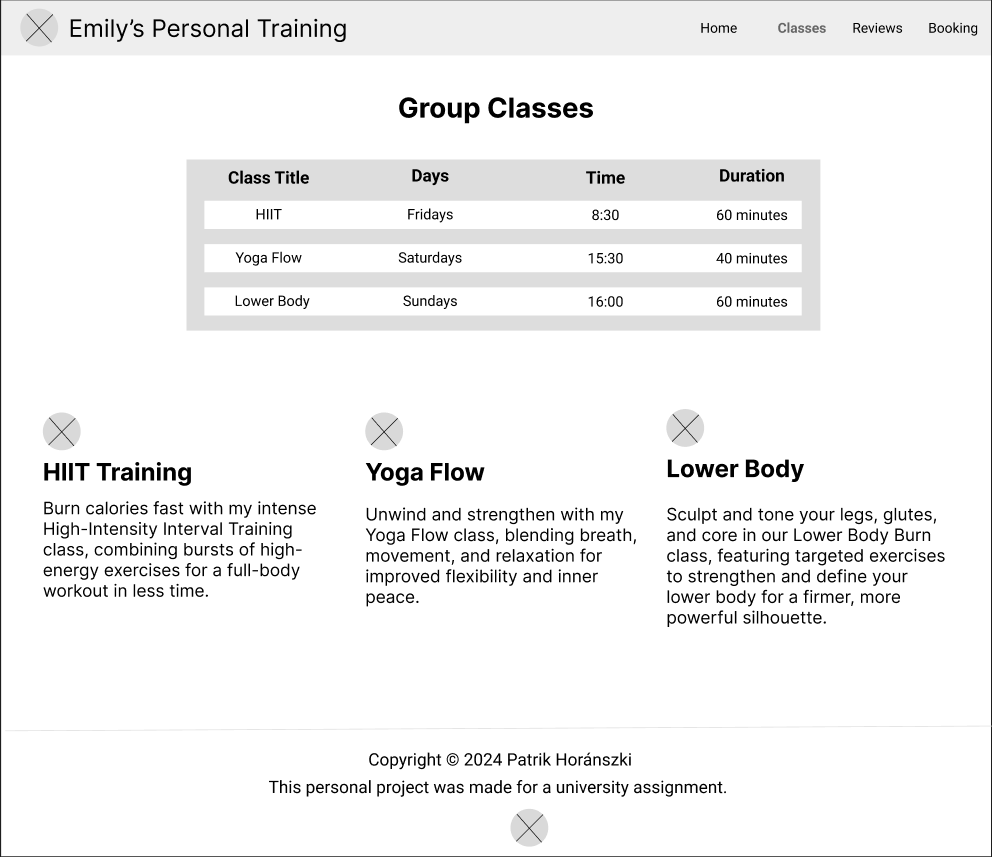 Emily’s Personal Training
Home Classes Reviews Booking
Group Classes
Class Title Days Time Duration
HIIT Fridays 8:30 60 minutes
Yoga Flow Saturdays 15:30 40 minutes
Lower Body Sundays 16:00 60 minutes
HIIT Training
Burn calories fast with my intense
High-Intensity Interval Training
class, combining bursts of high-
energy exercises for a full-body
workout in less time.
Yoga Flow
Unwind and strengthen with my
Yoga Flow class, blending breath,
movement, and relaxation for
improved flexibility and inner
peace.
Lower Body
Sculpt and tone your legs, glutes,
and core in our Lower Body Burn
class, featuring targeted exercises
to strengthen and define your
lower body for a firmer, more
powerful silhouette.
Copyright © 2024 Patrik Horánszki
This personal project was made for a university assignment.